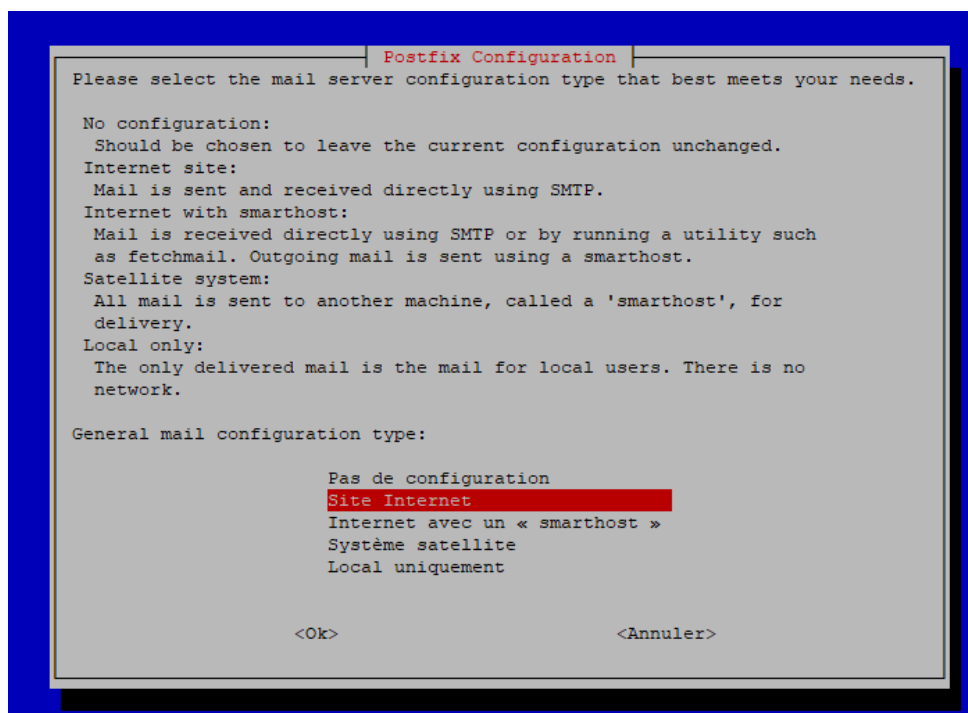 Postfix Configuration
Please select the mail server configuration type that best meets your needs.
No configuration:
Should be chosen to leave the current configuration unchanged.
Internet site:
Mail is sent and received directly using SMTP.
Internet with smarthost:
Mail is received directly using SMTP or by running a utility such
as fetchmail. Outgoing mail is sent using a smarthost.
Satellite system:
All mail is sent to another machine, called a 'smarthost', for
delivery.
Local only:
The only delivered mail is the mail for local users. There is no
network.
General mail configuration type:
Pas de configuration
Site Internet
Internet avec un « smarthost »
Système satellite
Local uniquement
<Ok> <Annuler>